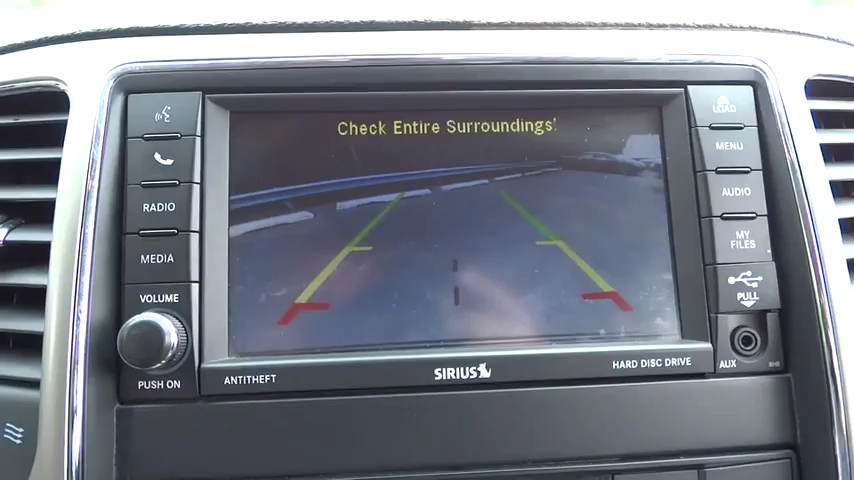 Check Entire Surroundings!
RADIO
MEDIA
VOLUME
PUSH ON
LOAD
MENU
AUDIO
MY
FILES
PULL
AUX
ANTITHEFT
SIRIUS
HARD DISC DRIVE